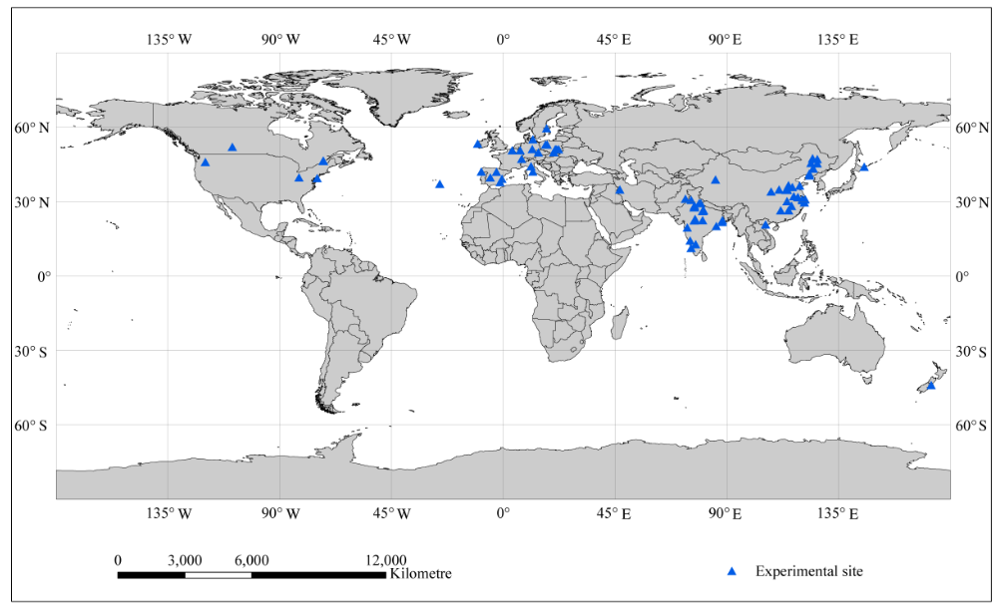 135° W 90° W 45° W 0° 45° E 90° E 135° E
60° N 60° N
30° N 30° N
0° 0°
30° S 30° S
60° S 60° S
135° W 90° W 45° W 0° 45° E 90° E 135° E
0 3,000 6,000 12,000
Kilometre
Experimental site